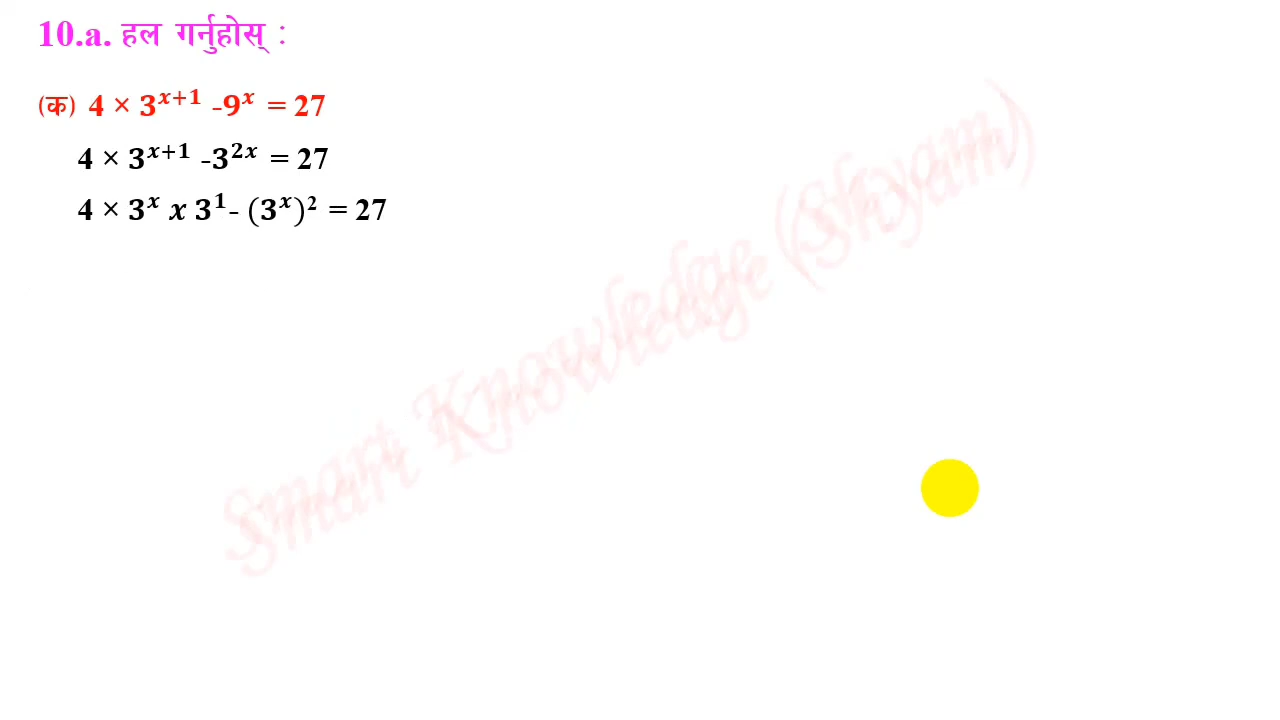 10.a. हल गर्नुहोस् :
(क) 4 × 3^{x+1} -9^x = 27
4 × 3^{x+1} -3^{2x} = 27
4 × 3^x x 3^1- (3^x)^2 = 27
Smart Knowledge (Shyam)